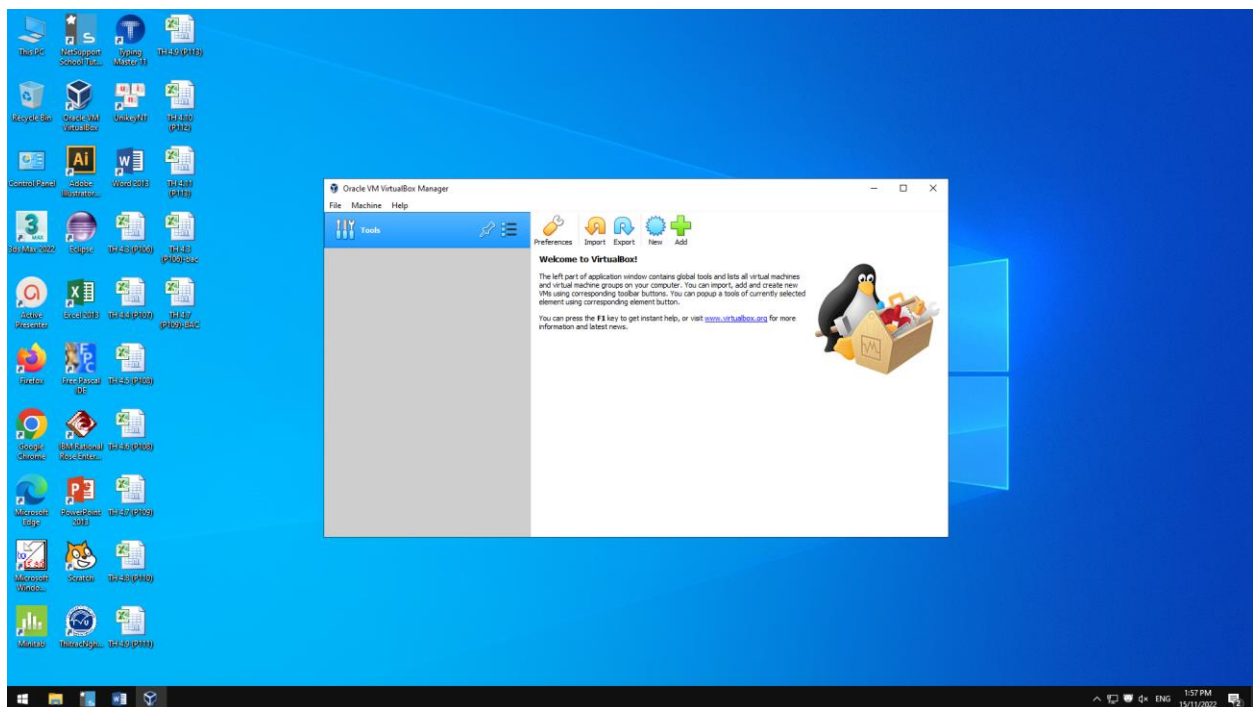 This PC
NetSupport
School Tut...
Typing
Master 11
TH-4.9 (P113)
Recycle Bin
Oracle VM
VirtualBox
UnikeyNT
TH-4.10
(P112)
Control Panel
Adobe
Illustrator...
Word 2013
TH-4.11
(P113)
3ds Max 2022
Eclipse
TH-4.3 (P106)
TH-4.3
Active
Presenter
Excel 2013
TH-4.4 (P107)
TH-4.7
Firefox
Free Pascal
IDE
TH-4.5 (P108)
Google
Chrome
IBM Rational
Rose Enter...
TH-4.6 (P108)
Microsoft
Edge
PowerPoint
2013
TH-4.7 (P109)
Microsoft
Windo...
Scratch
TH-4.8 (P110)
Minitab
TH-4.9 (P111)
Oracle VM VirtualBox Manager
File Machine Help
Tools
Preferences Import Export New Add
Welcome to VirtualBox!
The left part of application window contains global tools and lists all virtual machines
and virtual machine groups on your computer. You can import, add and create new
VMs using corresponding toolbar buttons. You can popup a tools of currently selected
element using corresponding element button.
You can press the F1 key to get instant help, or visit www.virtualbox.org for more
information and latest news.
ENG
1:57 PM
15/11/2022